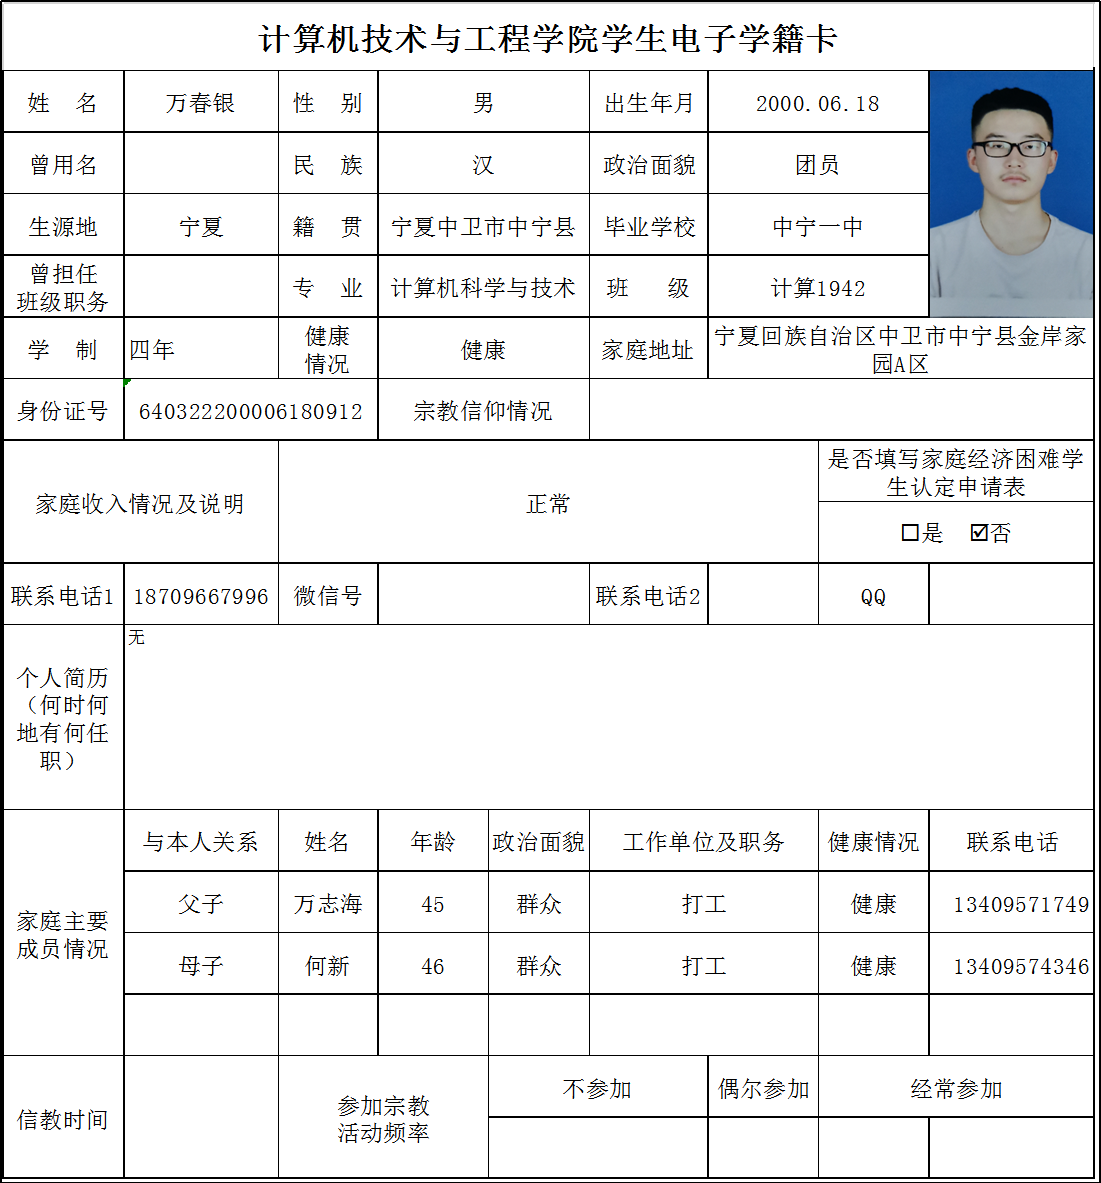 计算机技术与工程学院学生电子学籍卡
姓 名 万春银 性 别 男 出生年月 2000.06.18
曾用名 民 族 汉 政治面貌 团员
生源地 宁夏 籍 贯 宁夏中卫市中宁县 毕业学校 中宁一中
曾担任
班级职务
专 业 计算机科学与技术 班 级 计算1942
学 制 四年
健康
情况
健康 家庭地址
宁夏回族自治区中卫市中宁县金岸家
园A区
身份证号 640322200006180912 宗教信仰情况
家庭收入情况及说明 正常
是否填写家庭经济困难学
生认定申请表
☐是 ☑否
联系电话1 18709667996 微信号 联系电话2 QQ
个人简历
（何时何
地有何任
职）
无
家庭主要
成员情况
与本人关系 姓名 年龄 政治面貌 工作单位及职务 健康情况 联系电话
父子 万志海 45 群众 打工 健康 13409571749
母子 何新 46 群众 打工 健康 13409574346
信教时间
参加宗教
活动频率
不参加 偶尔参加 经常参加